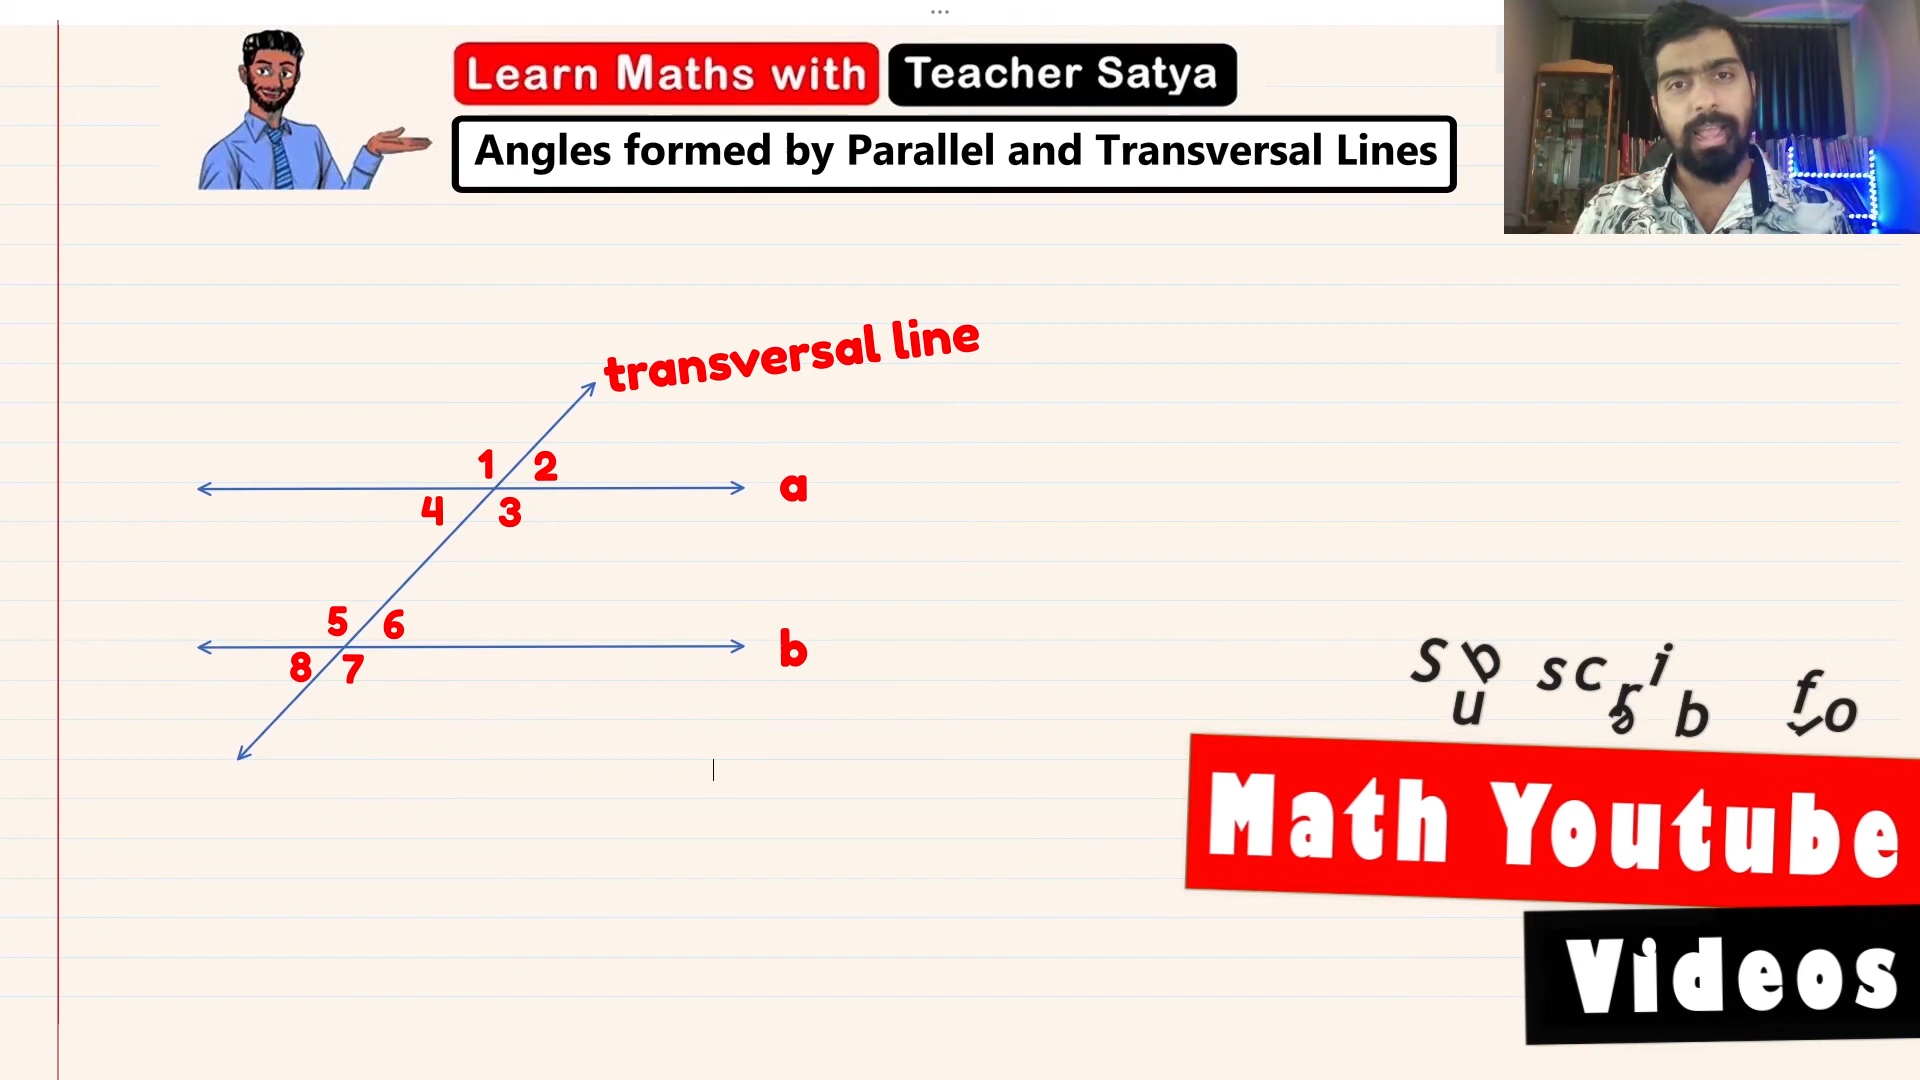 Learn Maths with Teacher Satya
Angles formed by Parallel and Transversal Lines
transversal line
1 2
a
4 3
5 6
b
8 7
Math Youtube
Videos